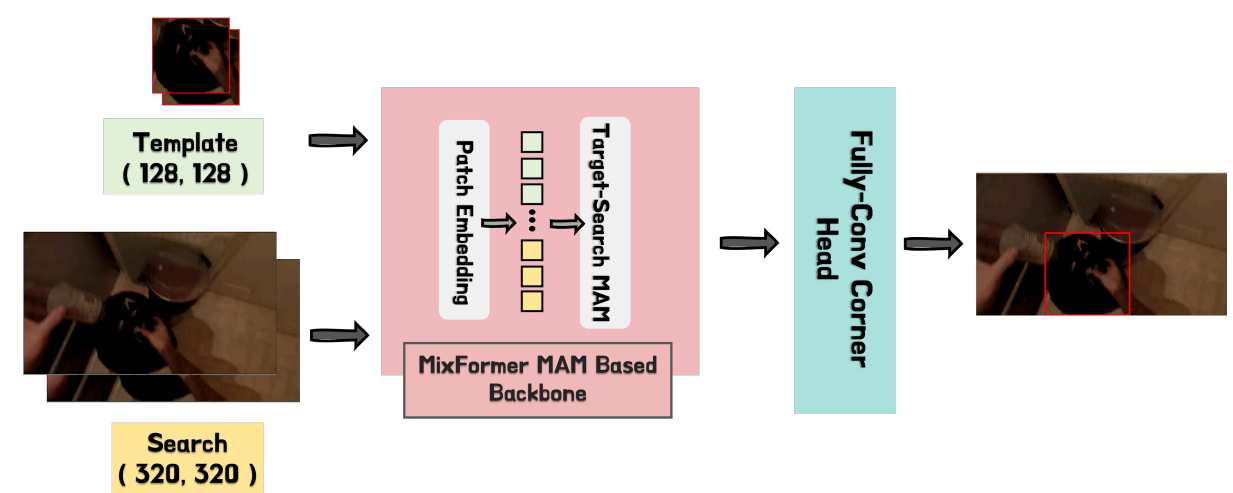 Template
( 128, 128 )
Search
( 320, 320 )
Patch Embedding
Target-Search MAM
MixFormer MAM Based
Backbone
Fully-Conv Corner
Head